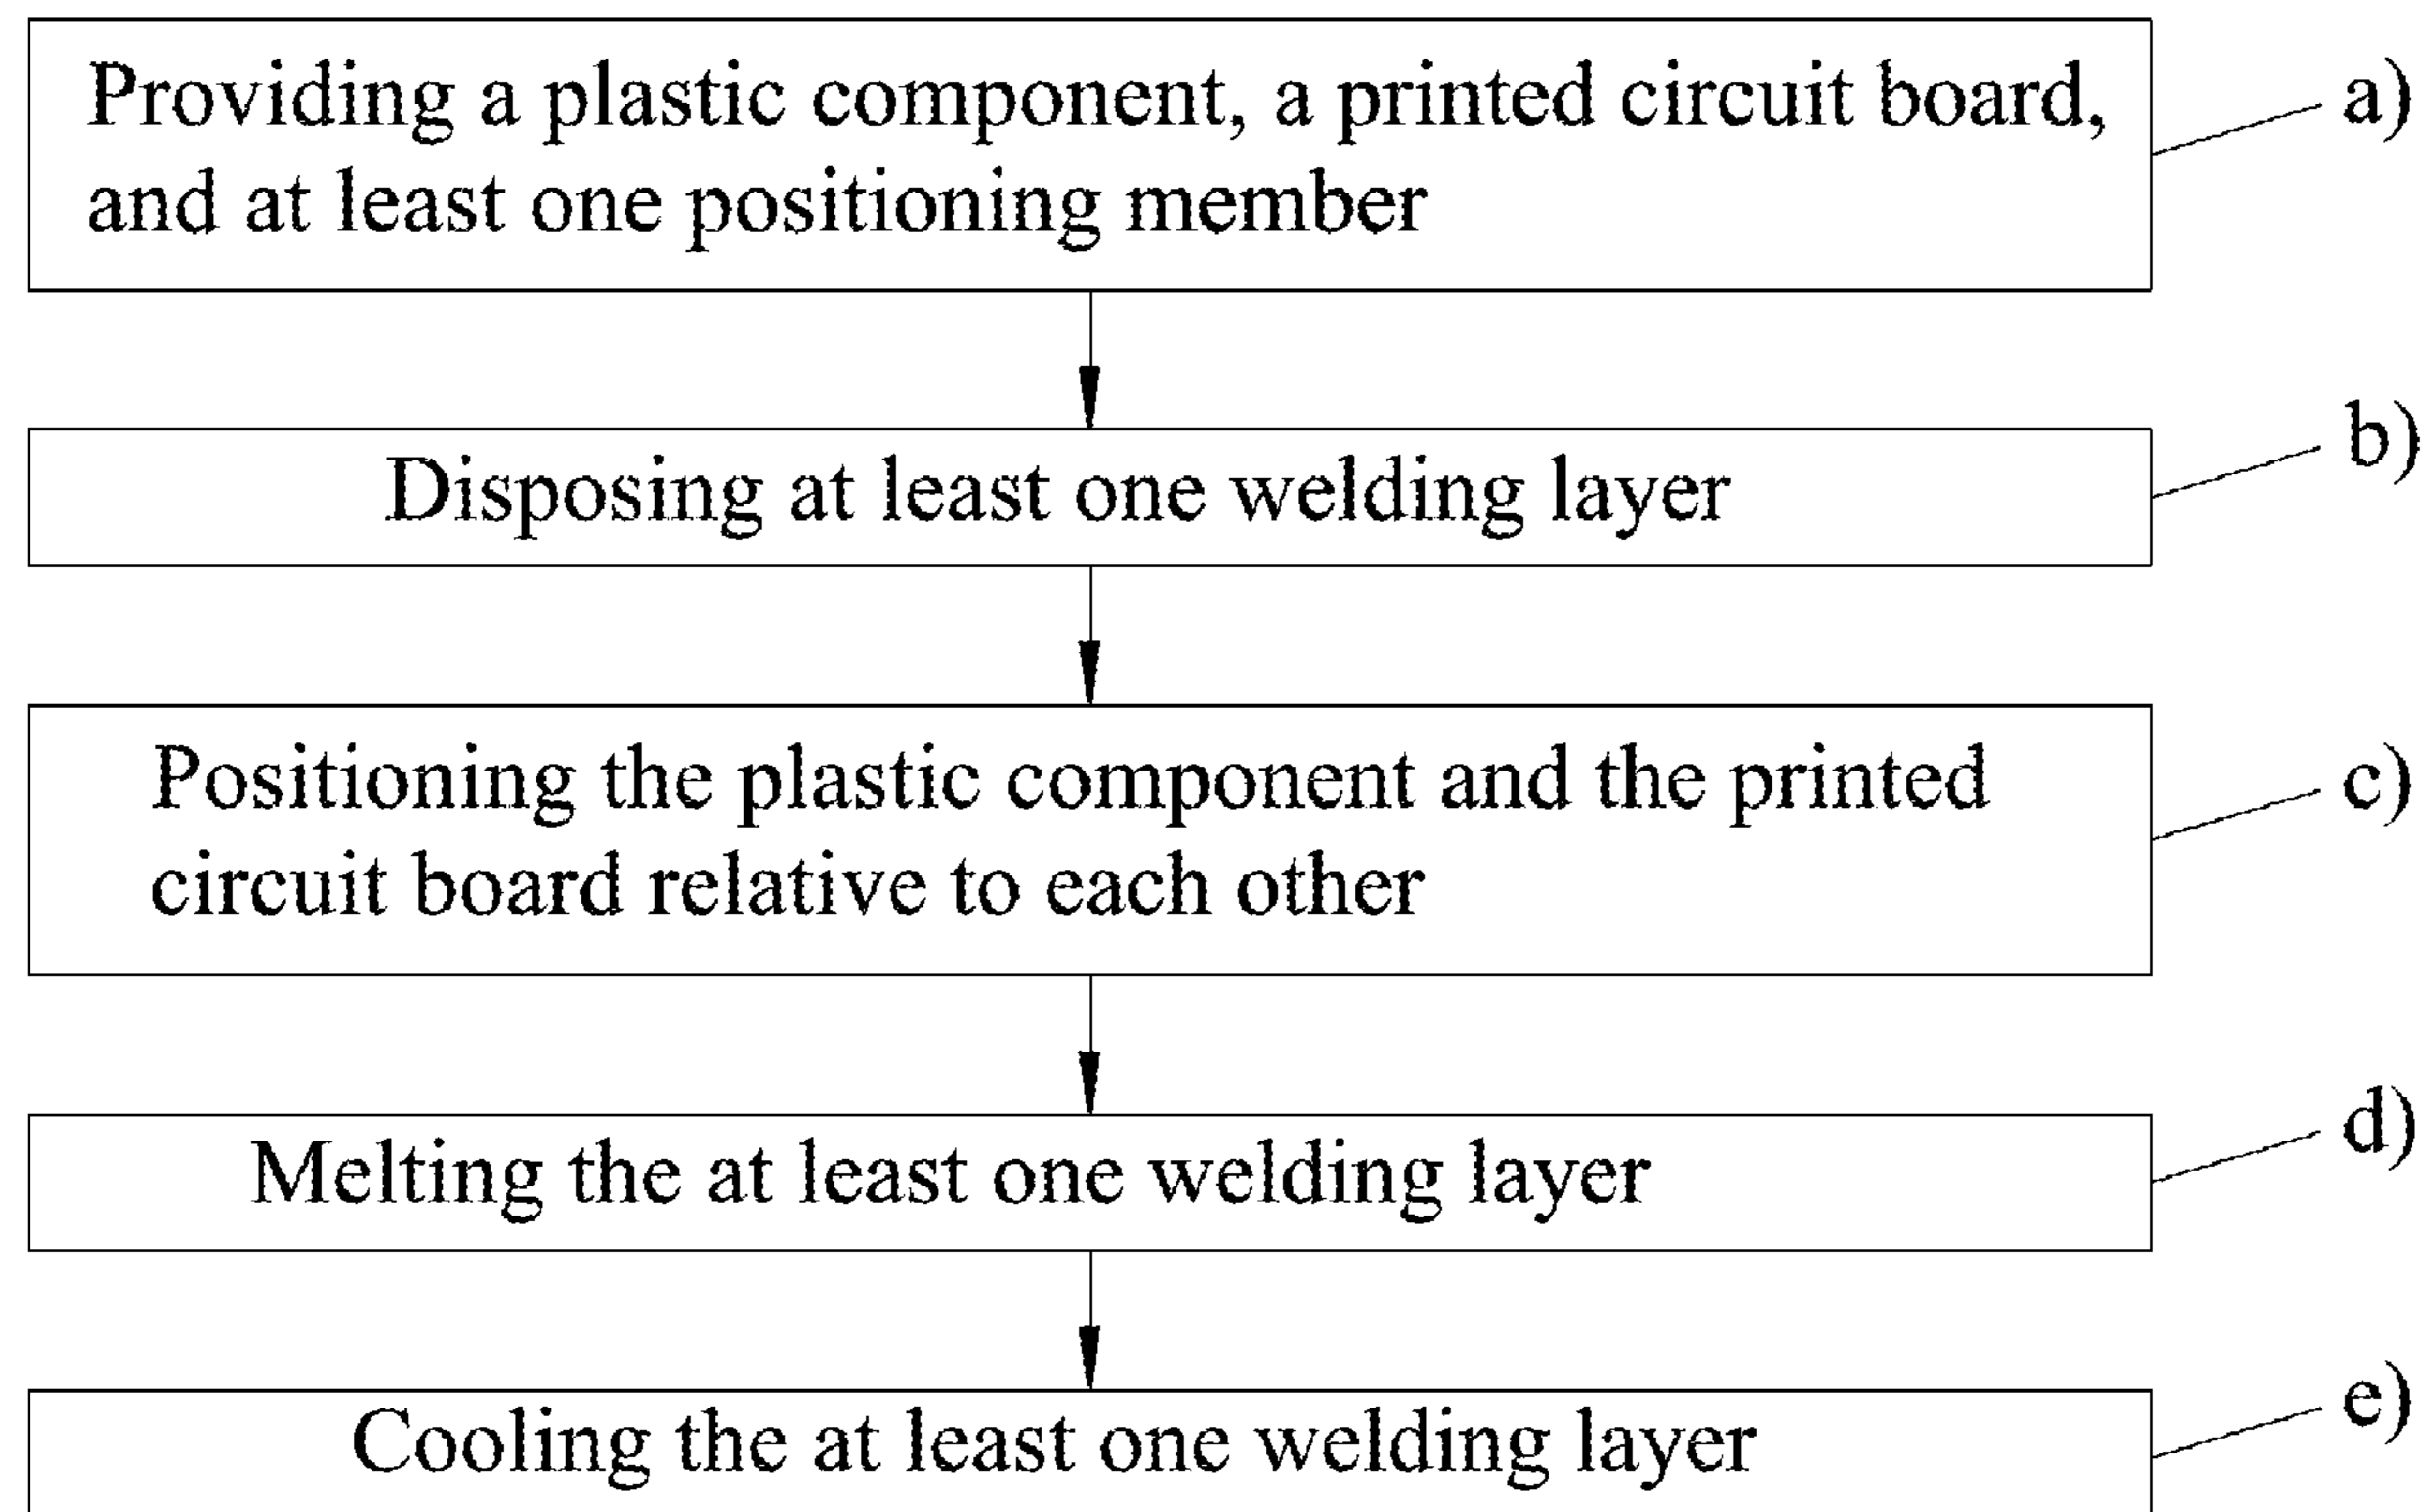 Providing a plastic component, a printed circuit board,
and at least one positioning member
a)
Disposing at least one welding layer
b)
Positioning the plastic component and the printed
circuit board relative to each other
c)
Melting the at least one welding layer
d)
Cooling the at least one welding layer
e)